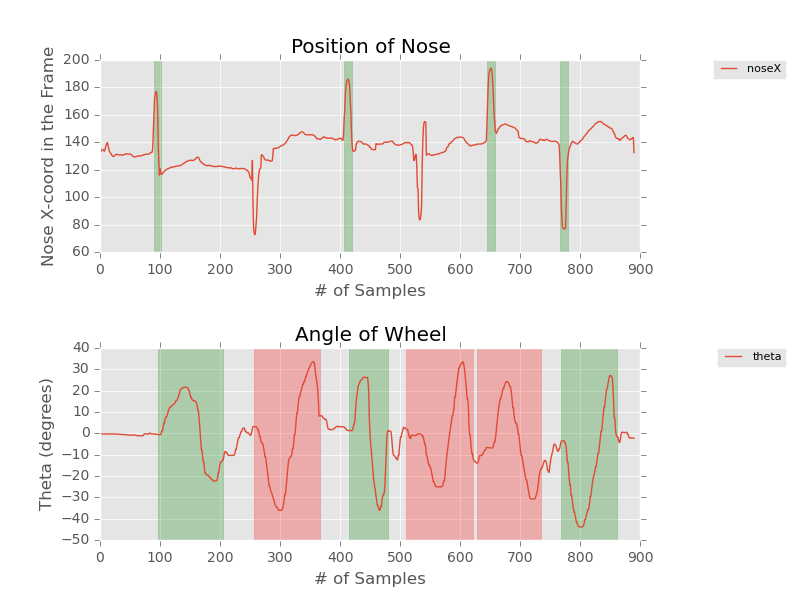 Position of Nose
Nose X-coord in the Frame
200
180
160
140
120
100
80
60
0 100 200 300 400 500 600 700 800 900
# of Samples
noseX
Angle of Wheel
Theta (degrees)
40
30
20
10
0
−10
−20
−30
−40
−50
0 100 200 300 400 500 600 700 800 900
# of Samples
theta